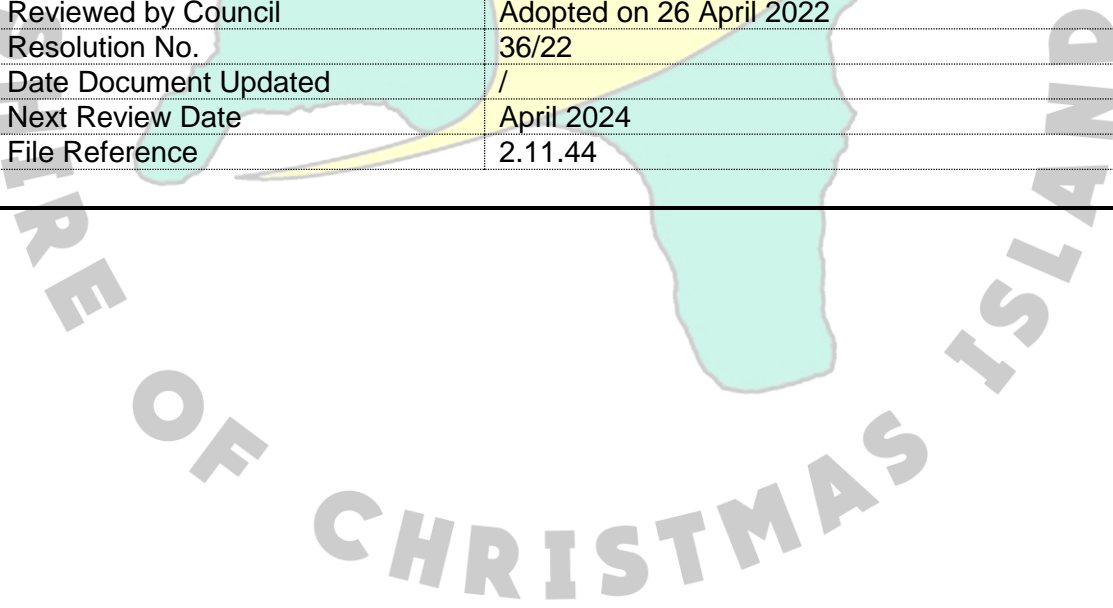 Reviewed by Council Adopted on 26 April 2022
Resolution No. 36/22
Date Document Updated /
Next Review Date April 2024
File Reference 2.11.44
SHIRE OF CHRISTMAS ISLAND